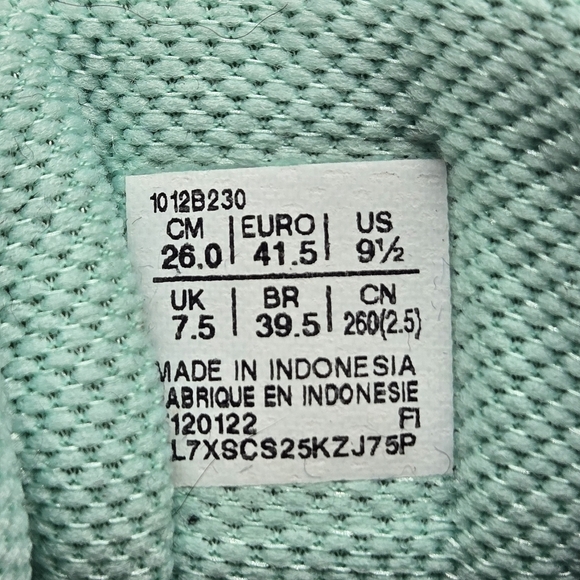 1012B230
CM | EURO | US
26.0 | 41.5 | 9½
UK | BR | CN
7.5 | 39.5 | 260(2.5)
MADE IN INDONESIA
FABRIQUE EN INDONESIE
120122 FI
L7XSCS25KZJ75P